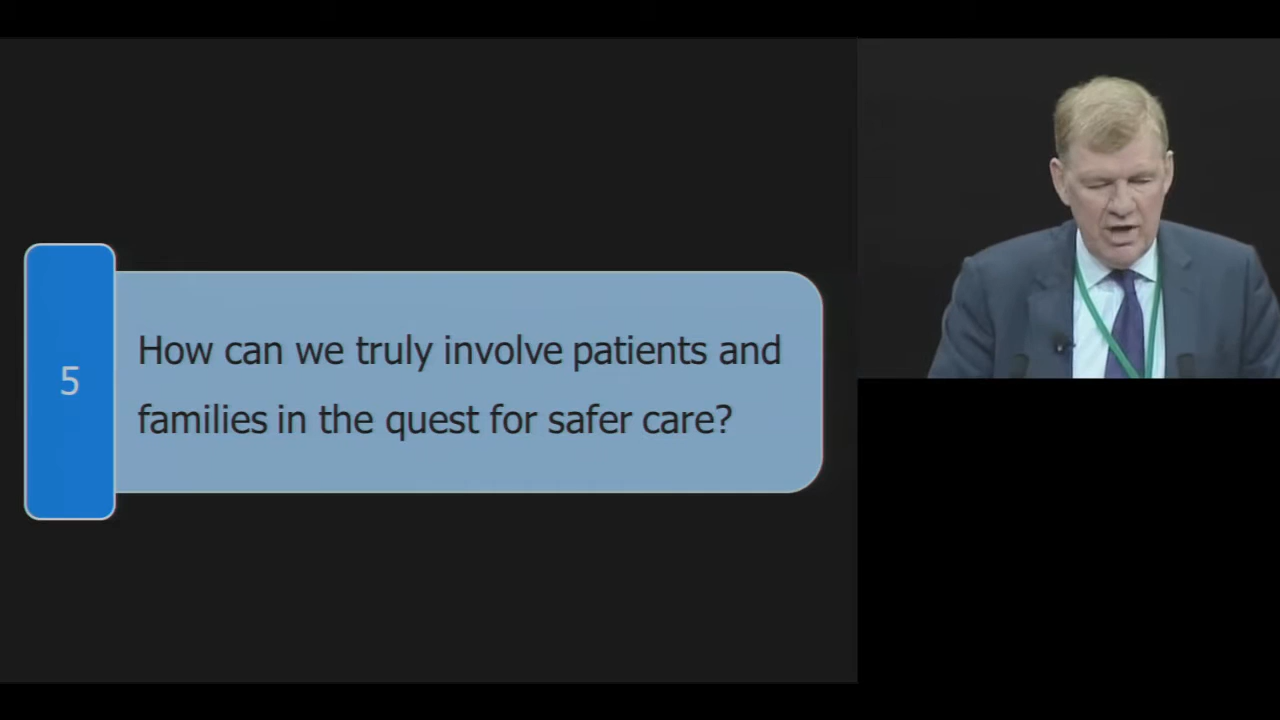 5
How can we truly involve patients and
families in the quest for safer care?